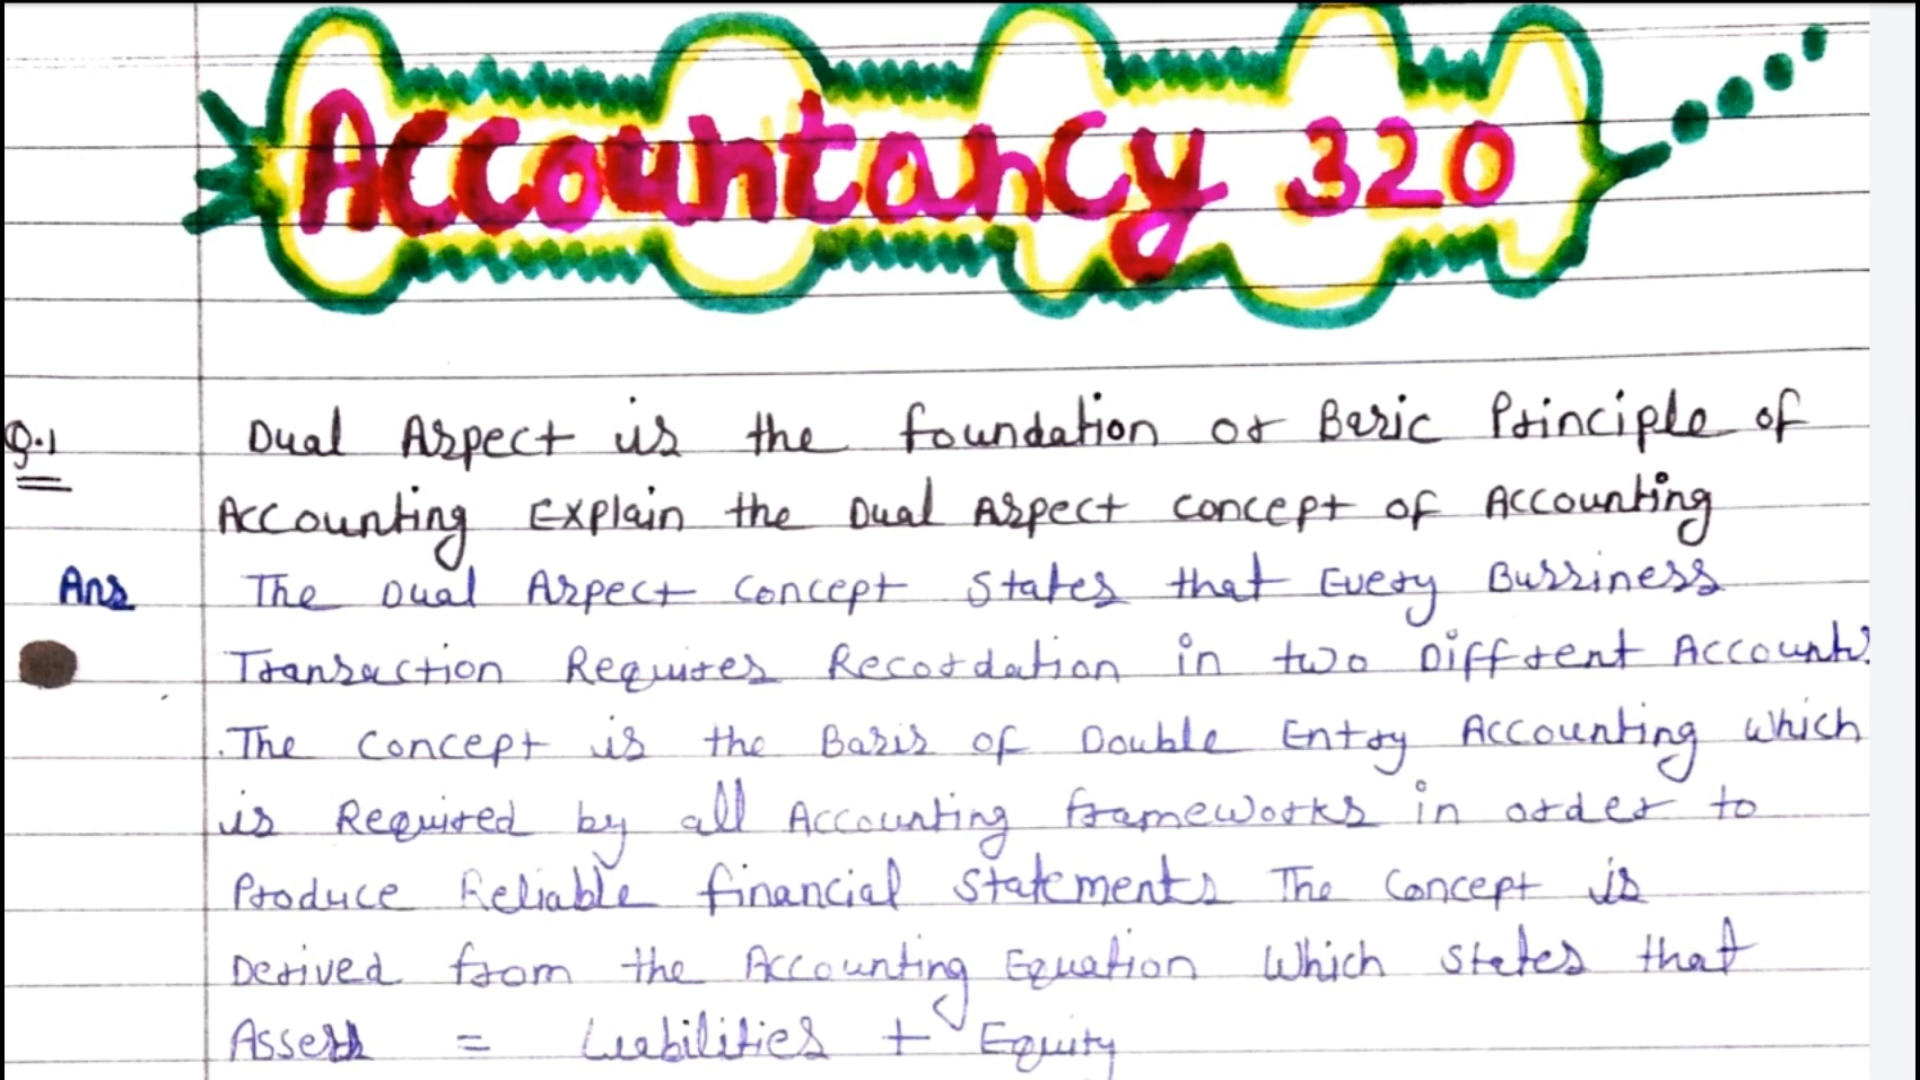 Accountancy 320
Q.1 Dual Aspect is the foundation or Basic Principle of
Accounting Explain the Dual Aspect concept of Accounting
Ans The Dual Aspect Concept States that Every Bussiness
Transaction Requires Recordation in two Diffrent Accounts.
The Concept is the Basis of Double Entry Accounting which
is Required by all Accounting frameworks in order to
Produce Reliable financial Statements The Concept is
Derived from the Accounting Equation Which states that
Assets = Liabilities + Equity